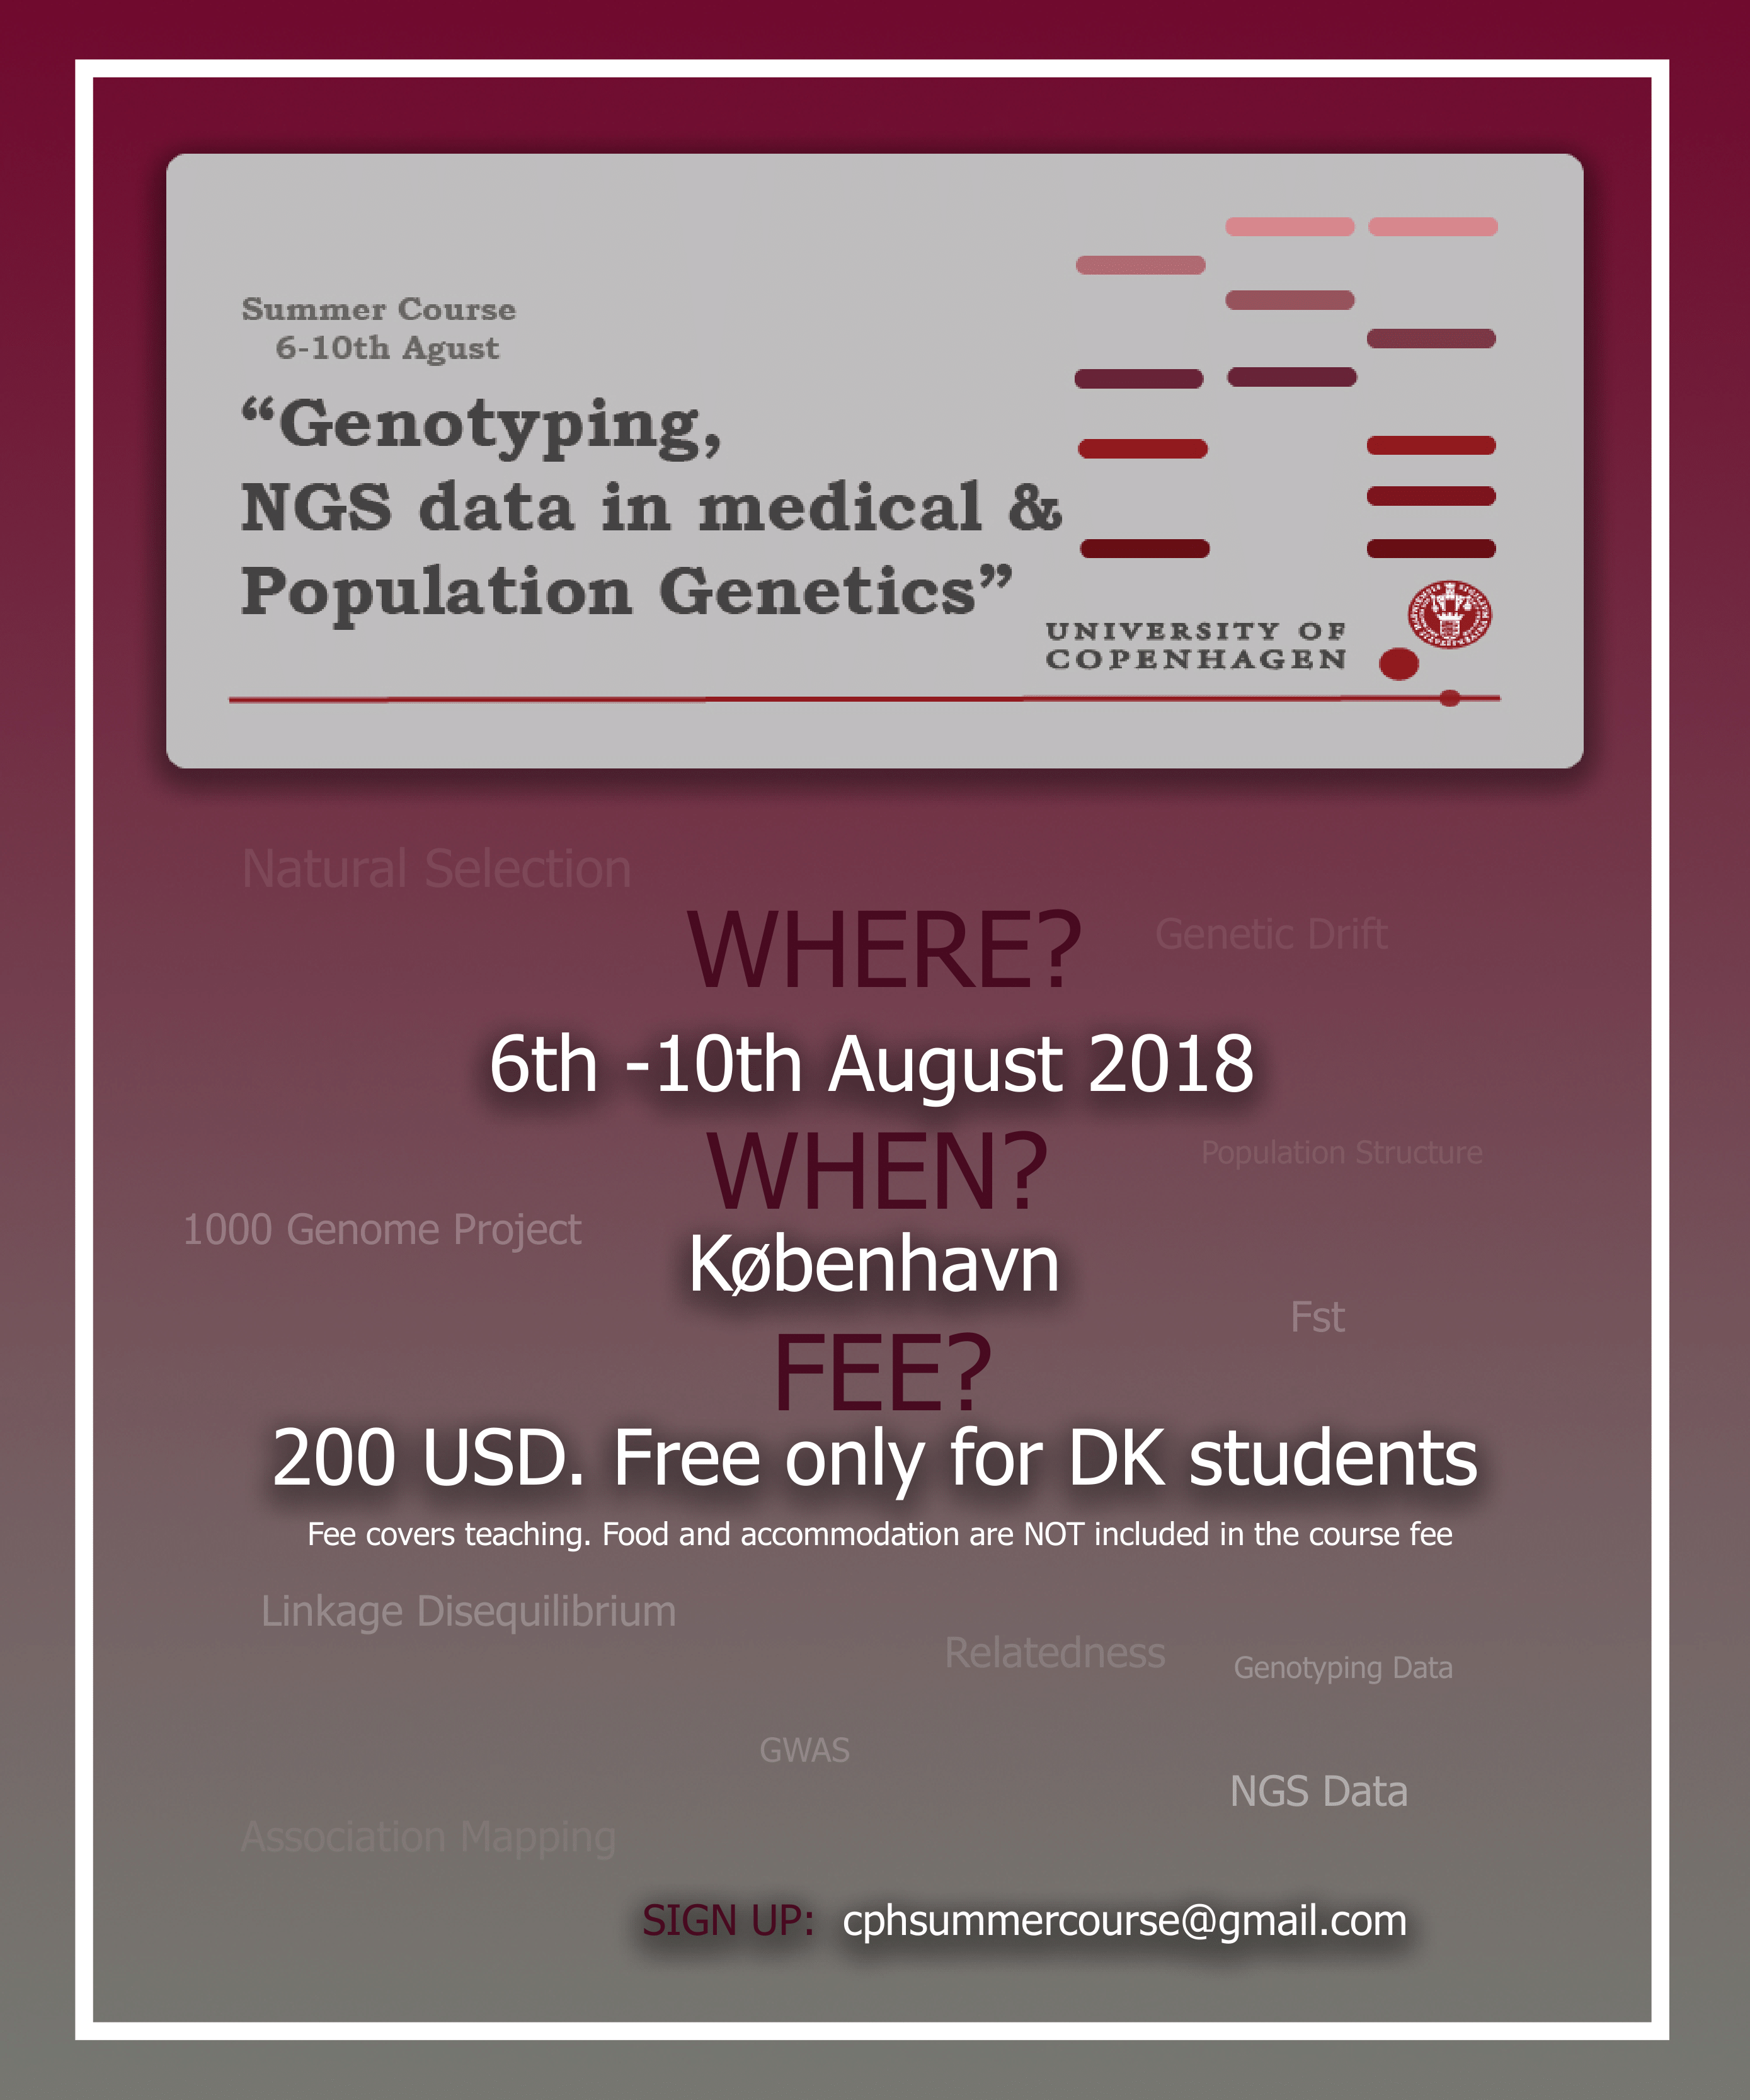 Summer Course
6-10th Agust
“Genotyping,
NGS data in medical &
Population Genetics”
UNIVERSITY OF
COPENHAGEN
Natural Selection
WHERE?
Genetic Drift
6th -10th August 2018
WHEN?
Population Structure
1000 Genome Project
København
Fst
FEE?
200 USD. Free only for DK students
Fee covers teaching. Food and accommodation are NOT included in the course fee
Linkage Disequilibrium
Relatedness
Genotyping Data
GWAS
NGS Data
Association Mapping
SIGN UP: cphsummercourse@gmail.com